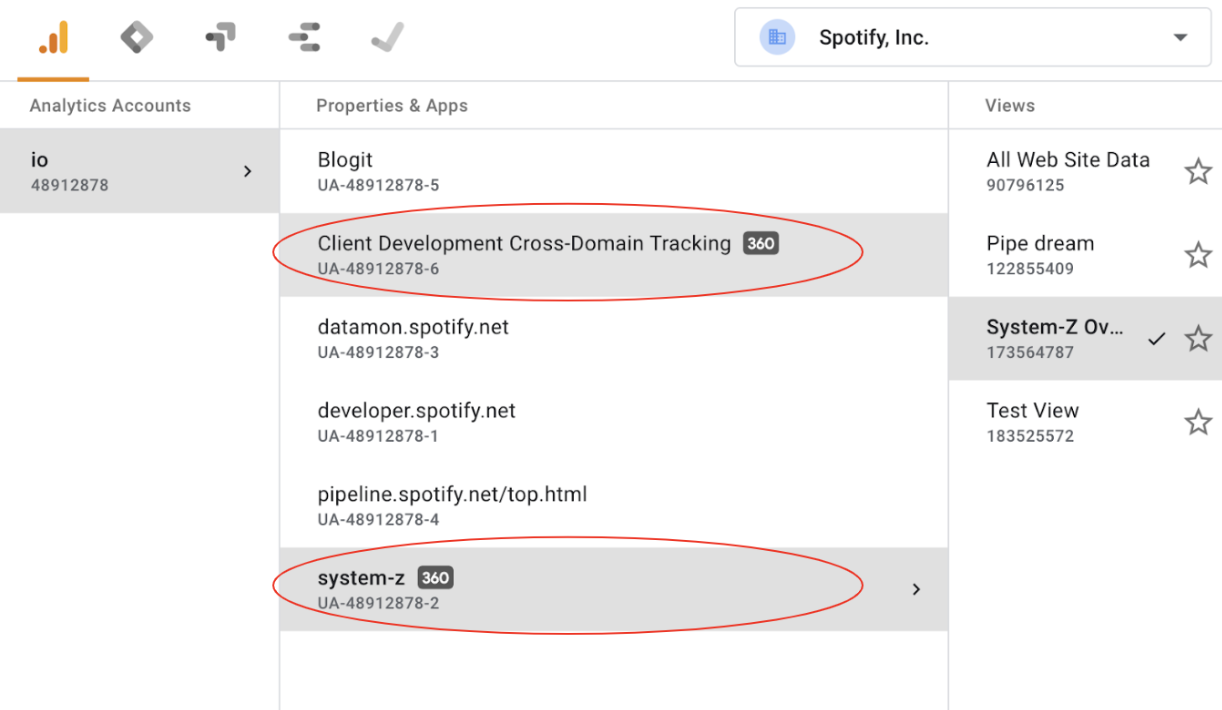 Spotify, Inc.
Analytics Accounts
Properties & Apps
Views
io
48912878
Blogit
UA-48912878-5
Client Development Cross-Domain Tracking 360
UA-48912878-6
datamon.spotify.net
UA-48912878-3
developer.spotify.net
UA-48912878-1
pipeline.spotify.net/top.html
UA-48912878-4
system-z 360
UA-48912878-2
All Web Site Data
90796125
Pipe dream
122855409
System-Z Ov...
173564787
Test View
183525572